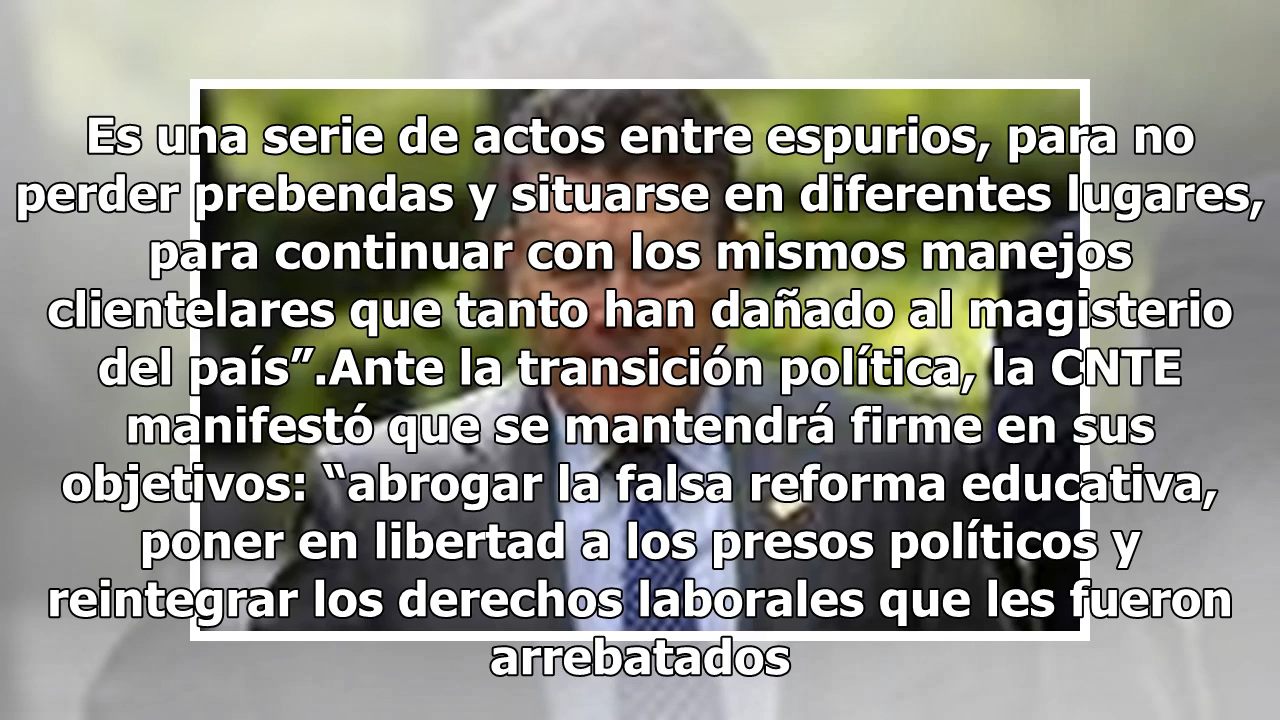 Es una serie de actos entre espurios, para no
perder prebendas y situarse en diferentes lugares,
para continuar con los mismos manejos
clientelares que tanto han dañado al magisterio
del país”.Ante la transición política, la CNTE
manifestó que se mantendrá firme en sus
objetivos: “abrogar la falsa reforma educativa,
poner en libertad a los presos políticos y
reintegrar los derechos laborales que les fueron
arrebatados